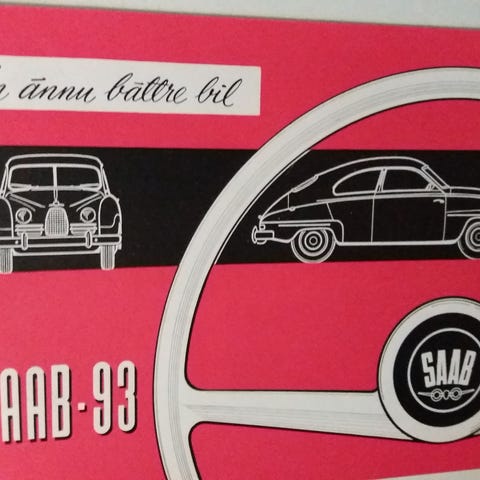 ännu bättre bil
AAB-93
SAAB